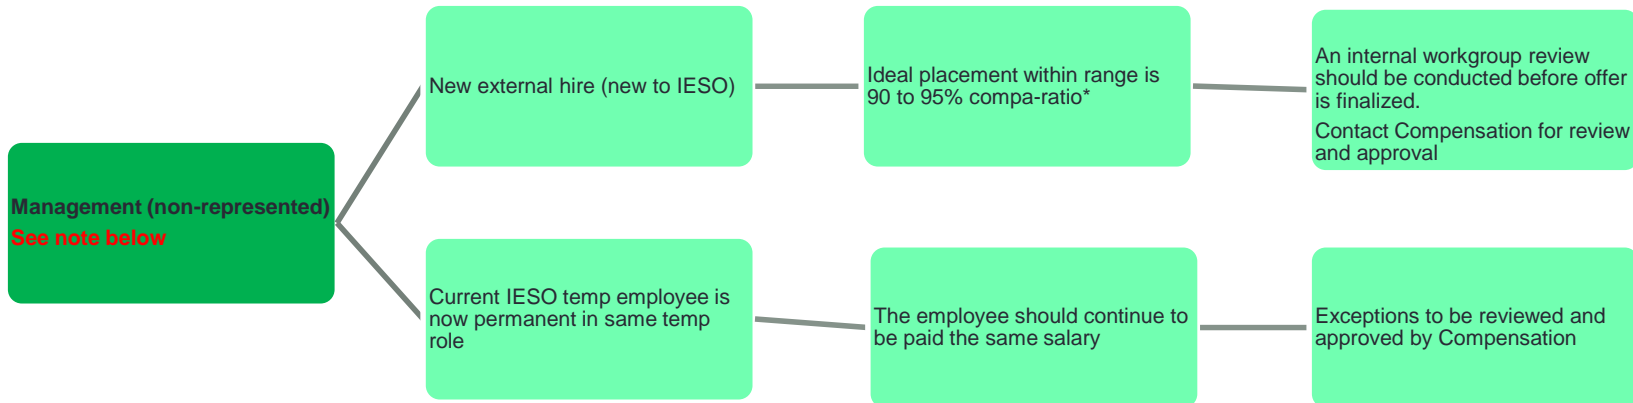 Management (non-represented)
See note below
New external hire (new to IESO)
Ideal placement within range is
90 to 95% compa-ratio*
An internal workgroup review
should be conducted before offer
is finalized.
Contact Compensation for review
and approval
Current IESO temp employee is
now permanent in same temp
role
The employee should continue to
be paid the same salary
Exceptions to be reviewed and
approved by Compensation